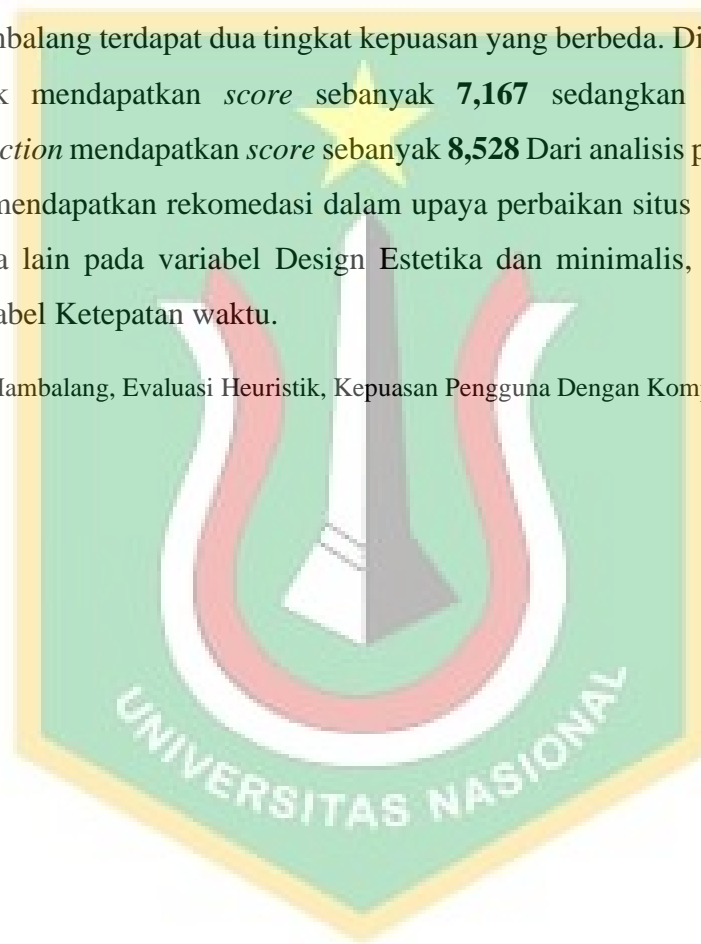 mbalang terdapat dua tingkat kepuasan yang berbeda. Di
k mendapatkan score sebanyak 7,167 sedangkan
ction mendapatkan score sebanyak 8,528 Dari analisis p
mendapatkan rekomedasi dalam upaya perbaikan situs
a lain pada variabel Design Estetika dan minimalis,
abel Ketepatan waktu.
Hambalang, Evaluasi Heuristik, Kepuasan Pengguna Dengan Komp
UNIVERSITAS NASIONAL